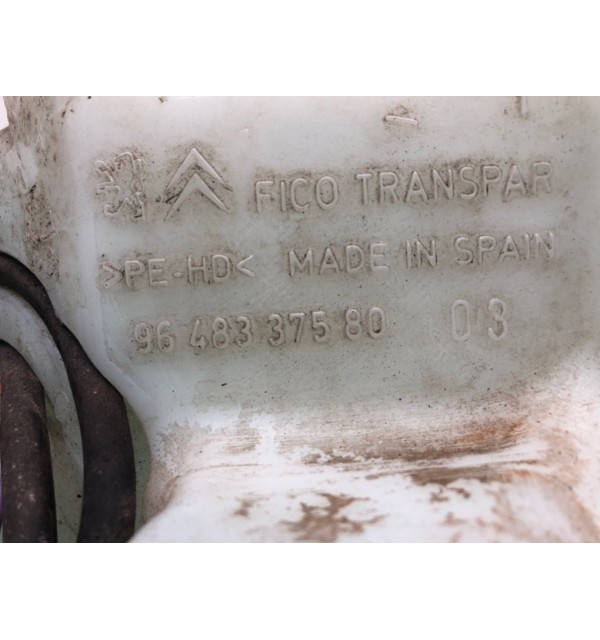 FICO TRANSPAR
>PE-HD< MADE IN SPAIN
96 483 375 80 03